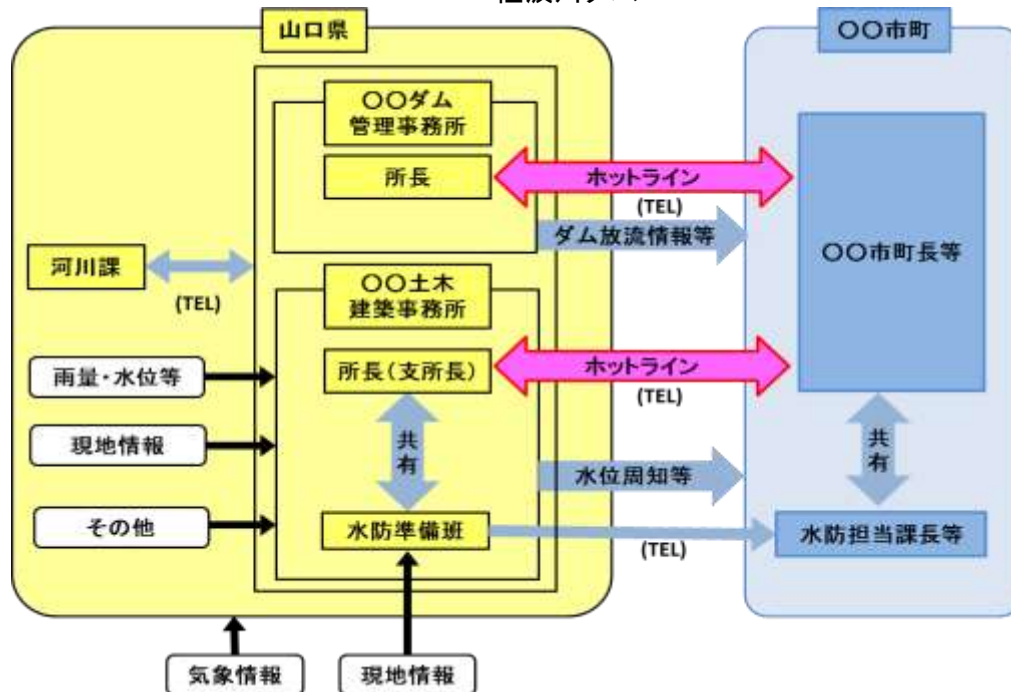 山口県
〇〇市町
〇〇ダム
管理事務所
所長
ホットライン
(TEL)
ダム放流情報等
〇〇市町長等
河川課
(TEL)
〇〇土木
建築事務所
雨量・水位等
所長(支所長)
ホットライン
(TEL)
現地情報
共有
水位周知等
共有
その他
水防準備班
(TEL)
水防担当課長等
気象情報
現地情報